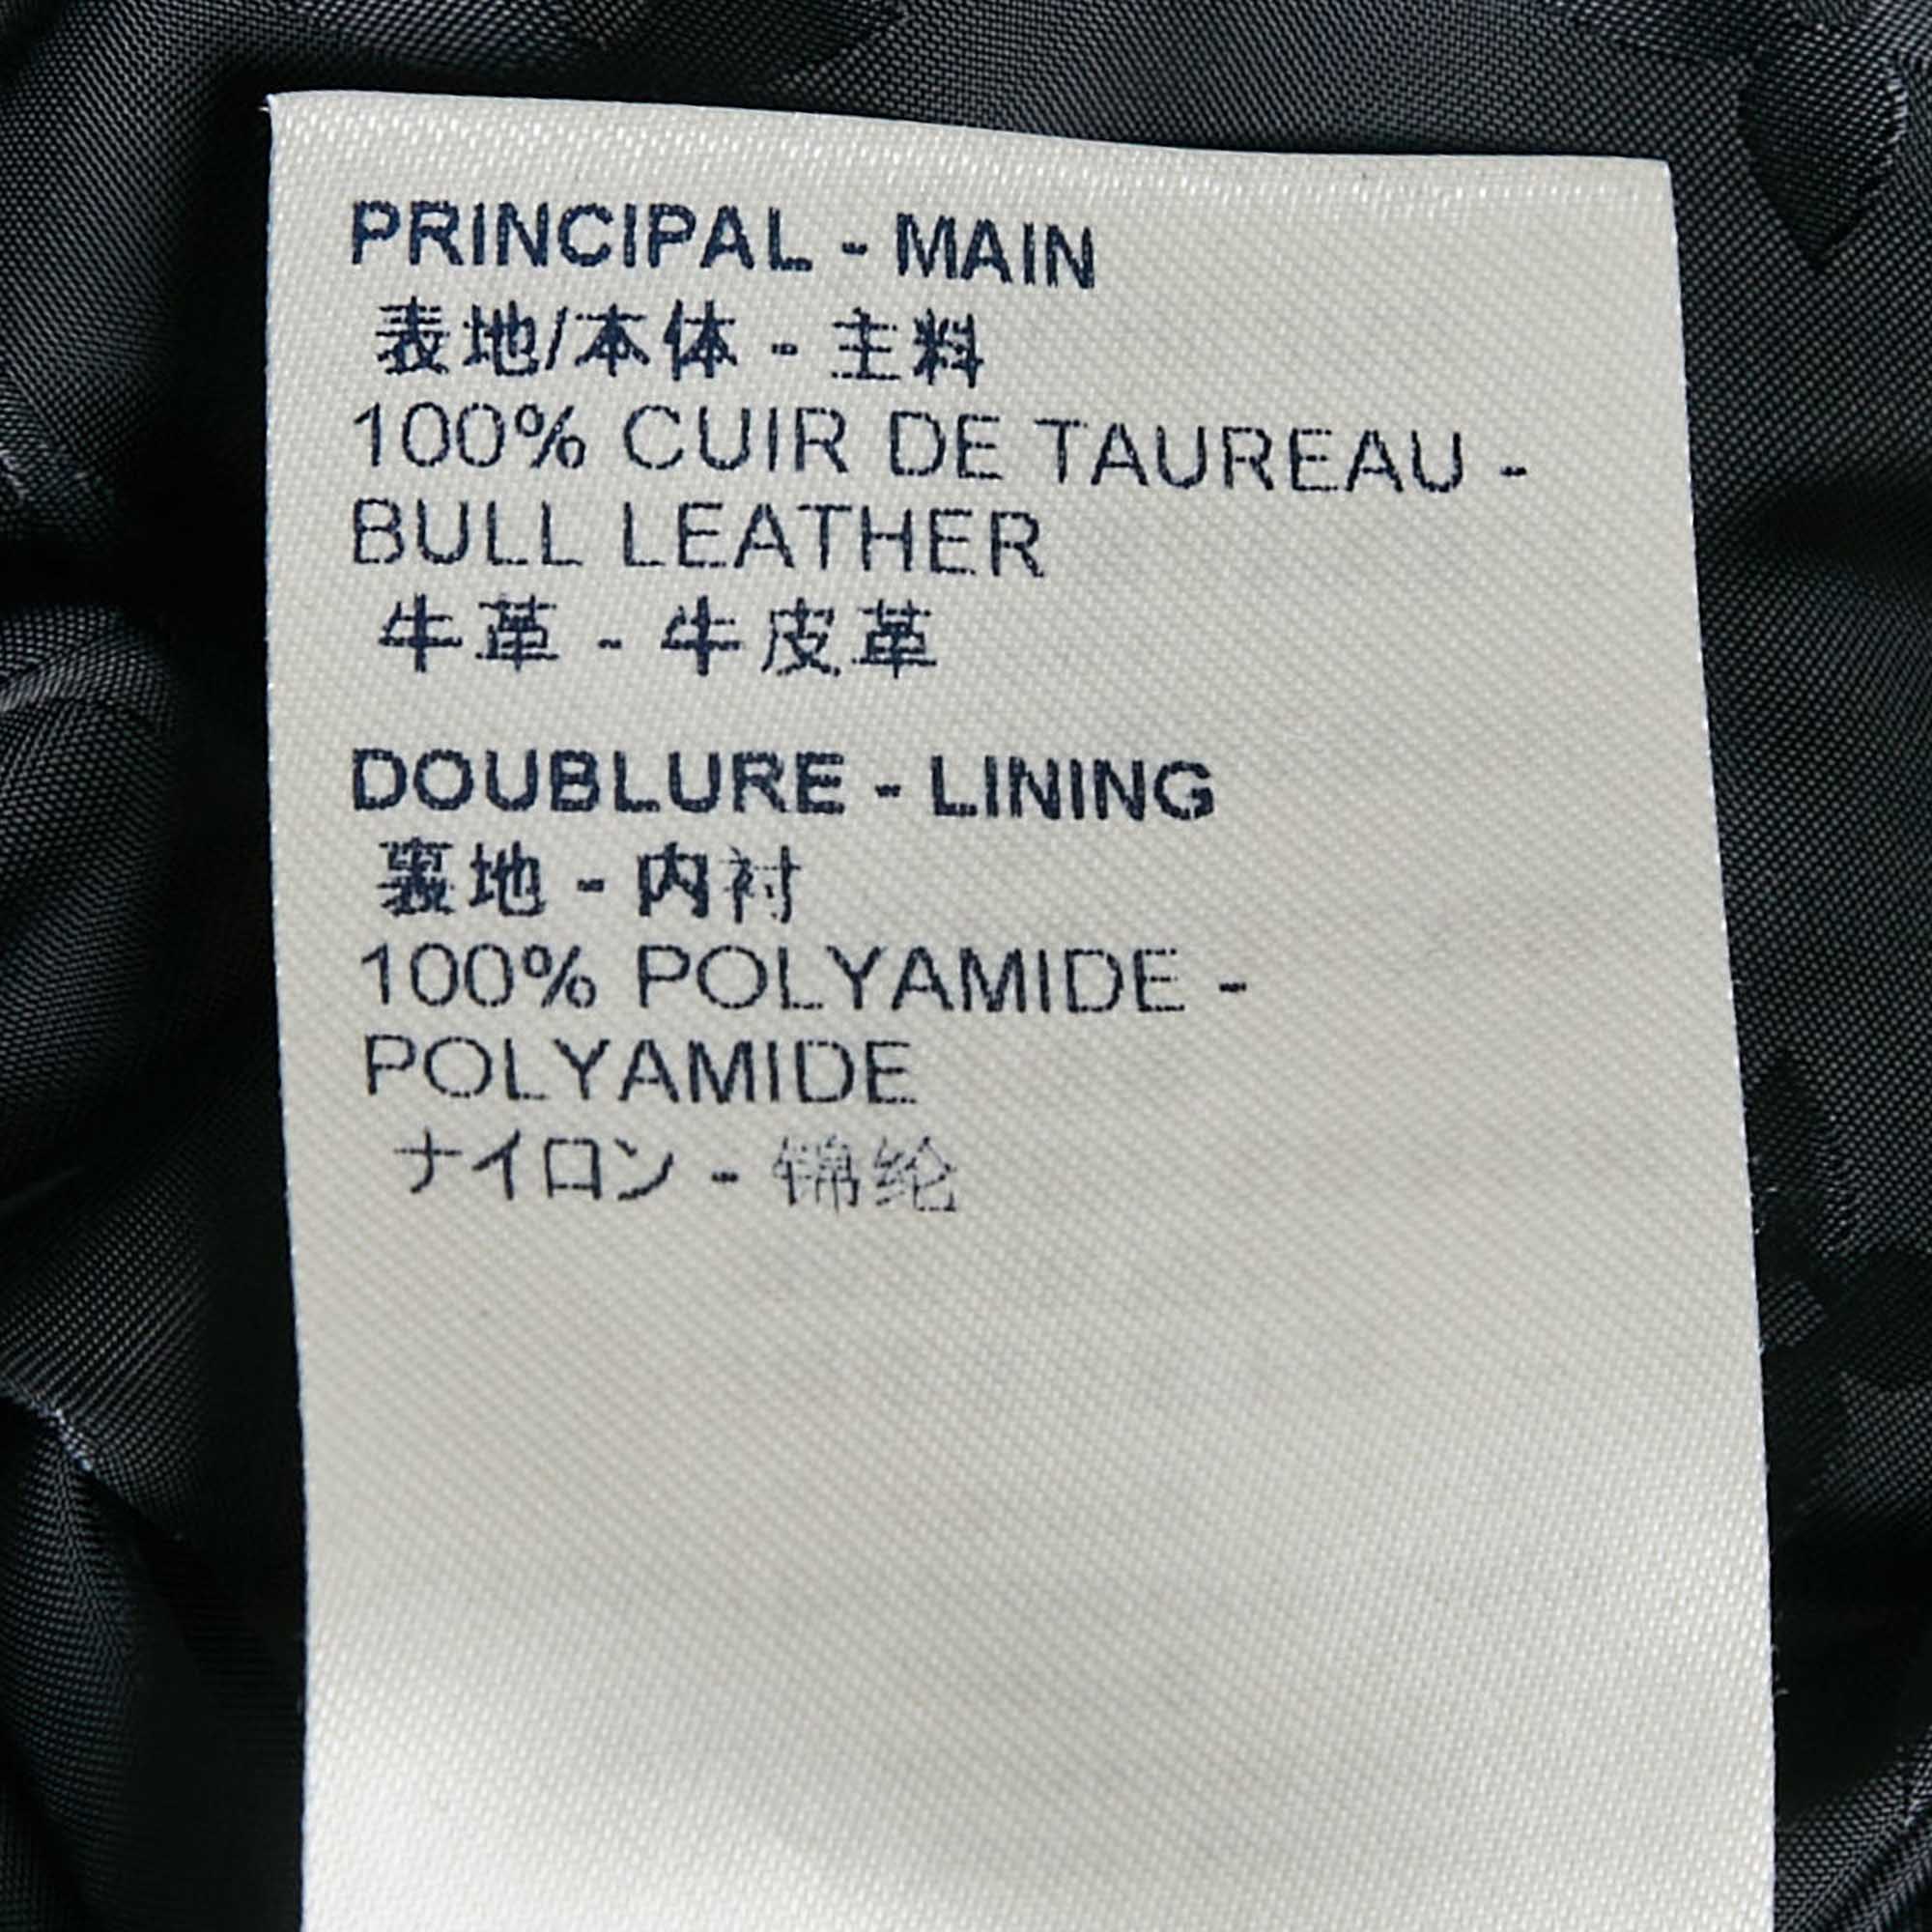 PRINCIPAL - MAIN
表地/本体 - 主料
100% CUIR DE TAUREAU -
BULL LEATHER
牛革 - 牛皮革
DOUBLURE - LINING
裏地 - 内衬
100% POLYAMIDE -
POLYAMIDE
ナイロン - 锦纶